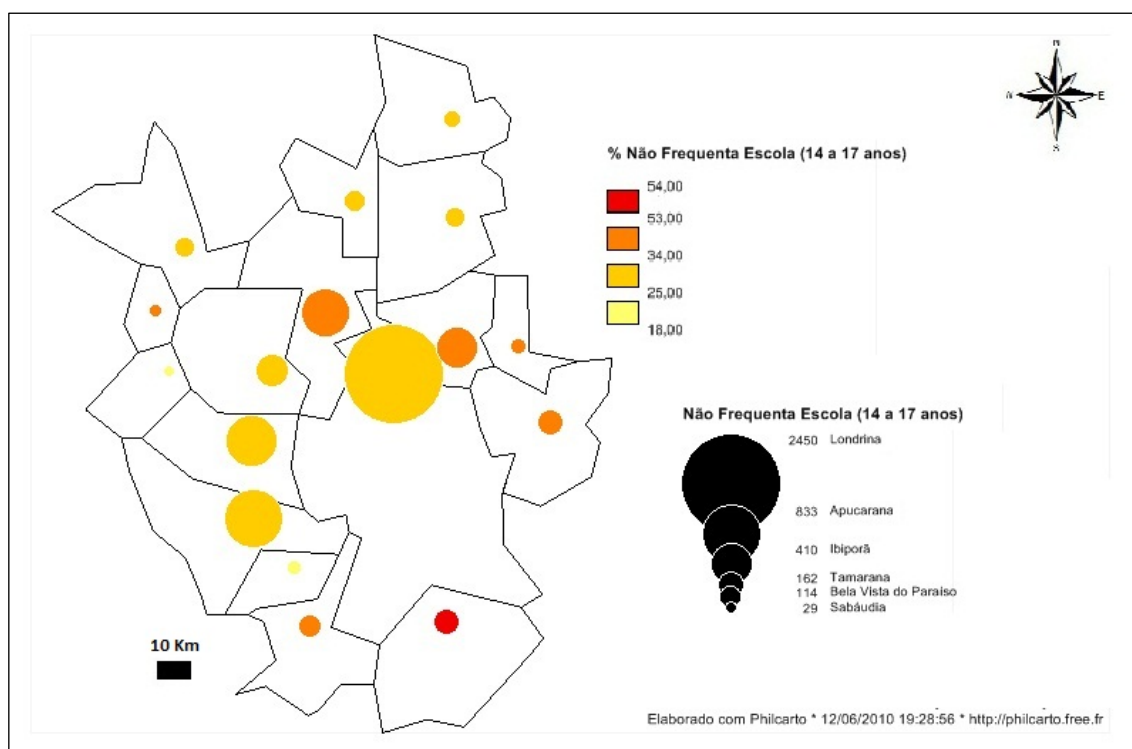 N
N E
S
% Não Frequenta Escola (14 a 17 anos)
54,00
53,00
34,00
25,00
18,00
Não Frequenta Escola (14 a 17 anos)
2450 Londrina
833 Apucarana
410 Ibiporã
162 Tamarana
114 Bela Vista do Paraiso
29 Sabáudia
10 Km
Elaborado com Philcarto * 12/06/2010 19:28:56 * http://philcarto.free.fr